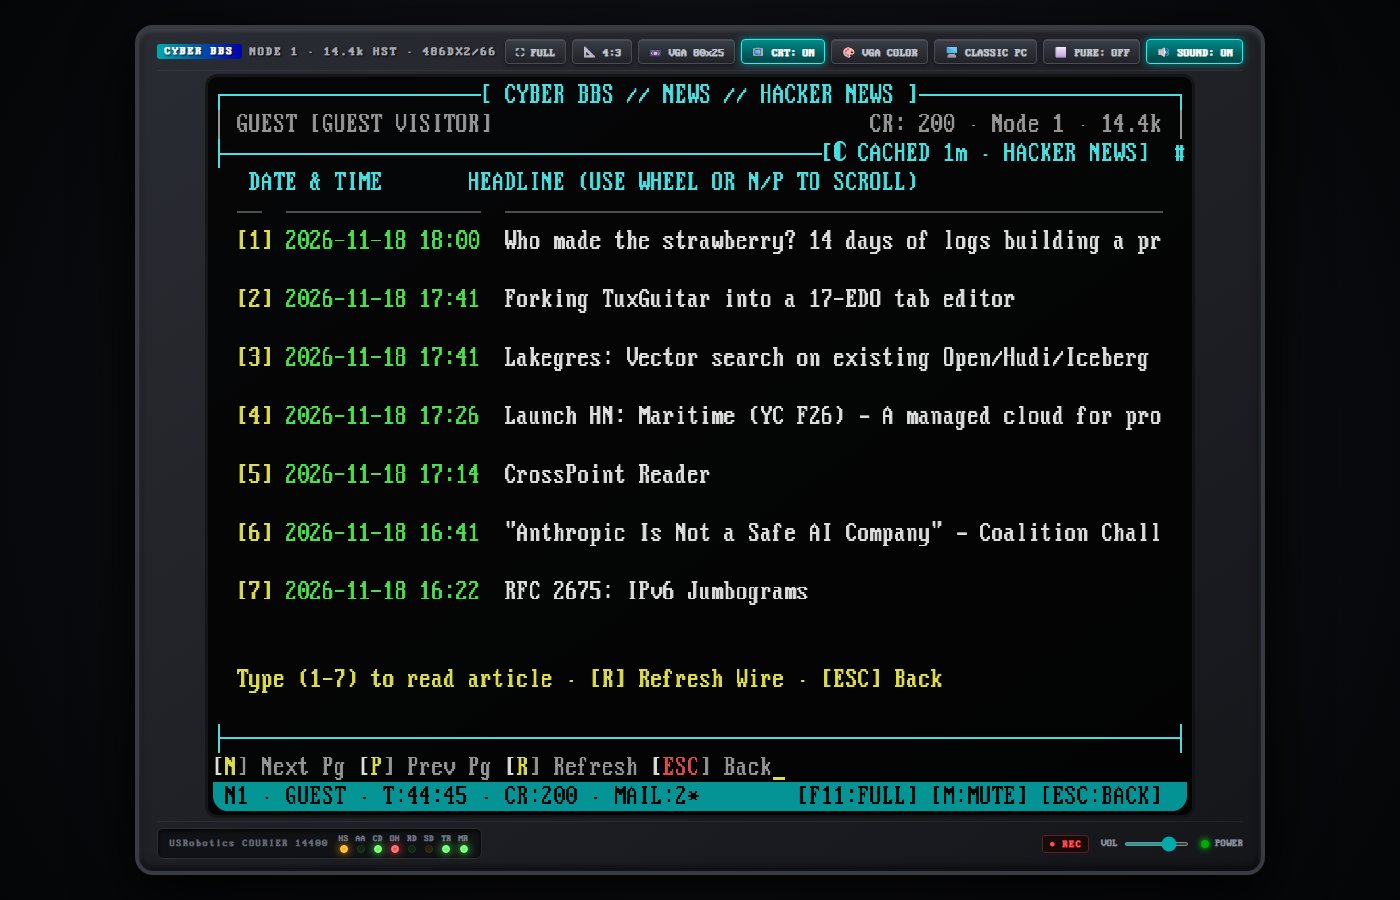 CYBER BBS NODE 1 · 14.4k HST · 486DX2/66 FULL 4:3 VGA 80x25 CRT: ON VGA COLOR CLASSIC PC PURE: OFF SOUND: ON
[ CYBER BBS // NEWS // HACKER NEWS ]
GUEST [GUEST VISITOR] CR: 200 · Node 1 · 14.4k
[ CACHED 1m · HACKER NEWS] #
DATE & TIME HEADLINE (USE WHEEL OR N/P TO SCROLL)
[1] 2026-11-18 18:00 Who made the strawberry? 14 days of logs building a pr
[2] 2026-11-18 17:41 Forking TuxGuitar into a 17-EDO tab editor
[3] 2026-11-18 17:41 Lakegres: Vector search on existing Open/Hudi/Iceberg
[4] 2026-11-18 17:26 Launch HN: Maritime (YC F26) - A managed cloud for pro
[5] 2026-11-18 17:14 CrossPoint Reader
[6] 2026-11-18 16:41 "Anthropic Is Not a Safe AI Company" - Coalition Chall
[7] 2026-11-18 16:22 RFC 2675: IPv6 Jumbograms
Type (1-7) to read article · [R] Refresh Wire · [ESC] Back
[N] Next Pg [P] Prev Pg [R] Refresh [ESC] Back_
N1 · GUEST · T:44:45 · CR:200 · MAIL:2* [F11:FULL] [M:MUTE] [ESC:BACK]
USRobotics COURIER 14400 HS AA CD OH RD SD TR MR ● REC VOL POWER